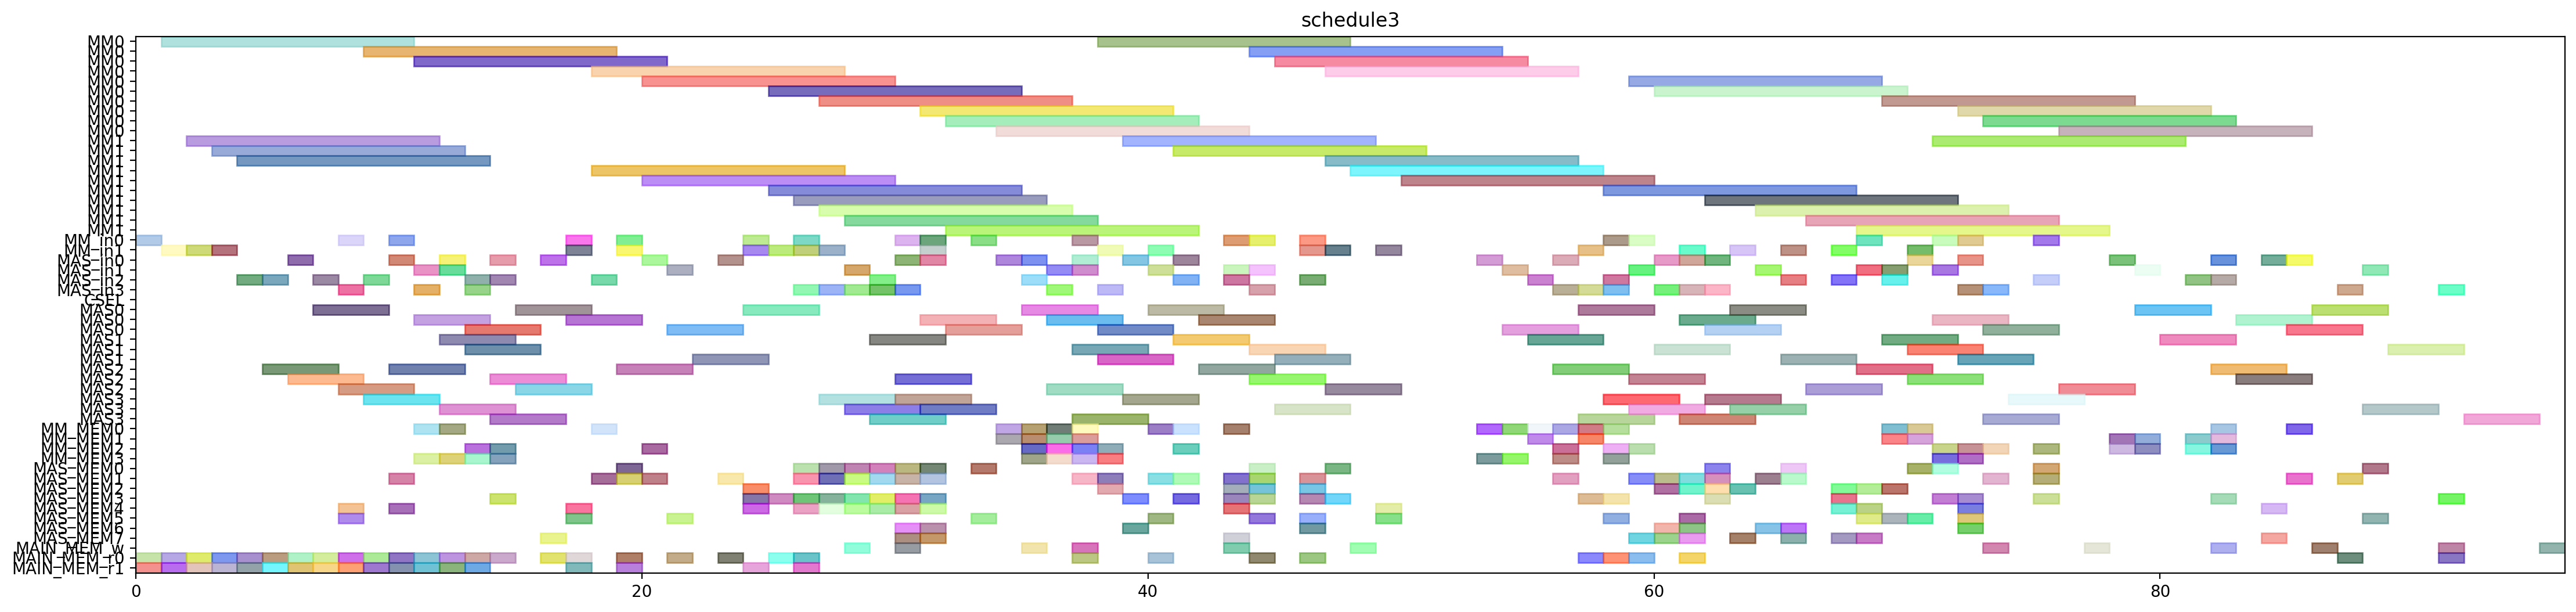 schedule3
MM0
MM0
MM0
MM0
MM0
MM0
MM0
MM0
MM0
MM0
MM1
MM1
MM1
MM1
MM1
MM1
MM1
MM1
MM1
MM1
MM_in0
MM_in1
MAS_in0
MAS_in1
MAS_in2
MAS_in3
CSEL
MAS0
MAS0
MAS0
MAS1
MAS1
MAS1
MAS2
MAS2
MAS2
MAS3
MAS3
MAS3
MM_MEM0
MM_MEM1
MM_MEM2
MM_MEM3
MAS_MEM0
MAS_MEM1
MAS_MEM2
MAS_MEM3
MAS_MEM4
MAS_MEM5
MAS_MEM6
MAS_MEM7
MAIN_MEM_w
MAIN_MEM_r0
MAIN_MEM_r1
0 20 40 60 80